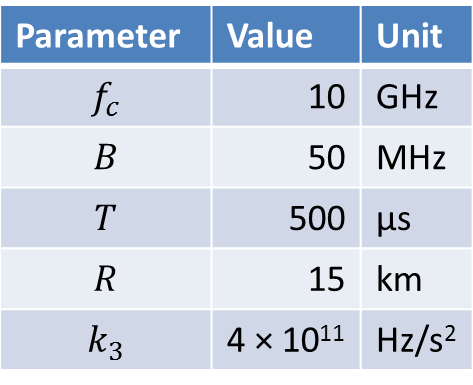 Parameter Value Unit
f_c 10 GHz
B 50 MHz
T 500 µs
R 15 km
k_3 4 × 10^11 Hz/s^2